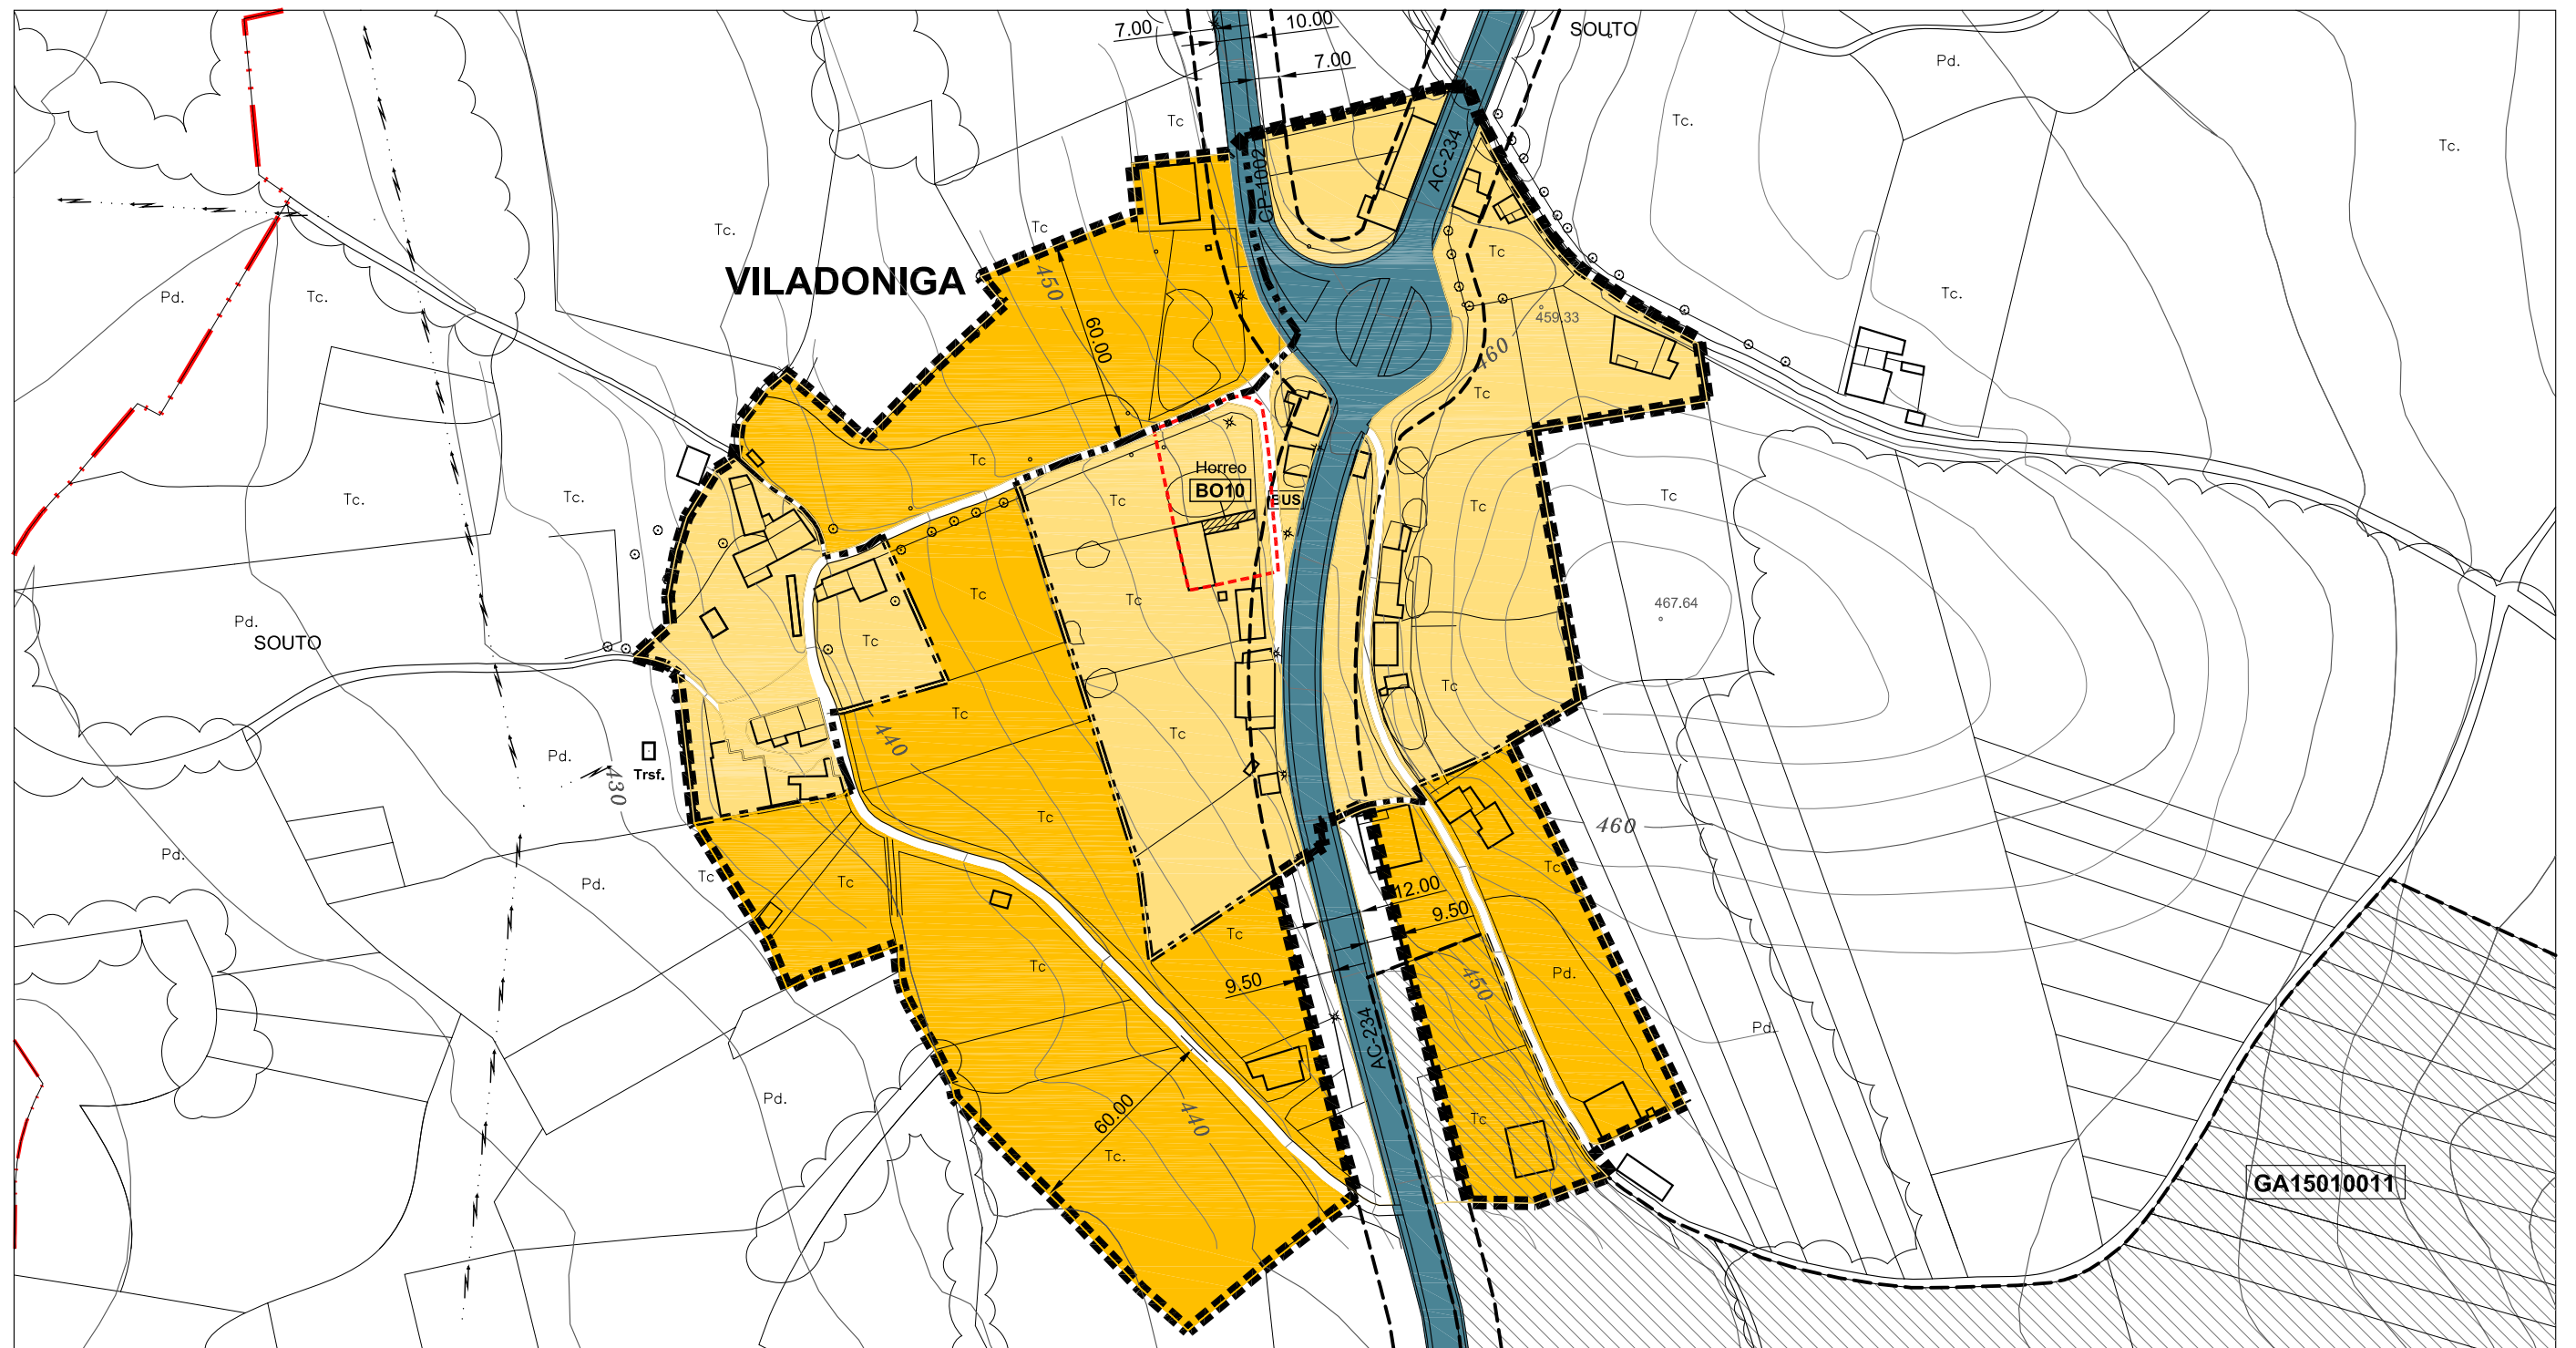 7.00
10.00
7.00
SOUTO
Pd.
Tc
Tc.
Tc.
CP-1002
AC-234
Tc.
Tc
Tc
VILADONIGA
450
60.00
Pd.
Tc.
Tc.
459.33
460
Tc
Tc
Horreo
BO10
BUS
Tc
Tc
Tc
Tc.
Tc.
Tc
Tc
467.64
Pd.
SOUTO
Tc
Tc
Tc
Tc
440
Pd.
430
Trsf.
Tc
460
Pd.
Pd.
Tc
Tc
Tc
12.00
9.50
Tc
Tc
9.50
450
Pd.
AC-234
Pd.
Pd.
60.00
440
Tc
Tc.
GA15010011